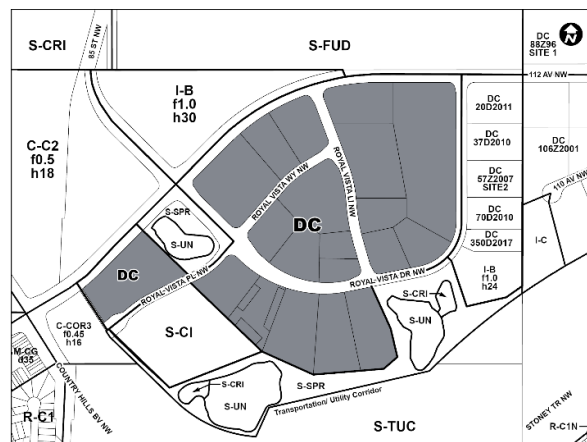 S-CRI
85 ST NW
S-FUD
DC
88Z96
SITE 1
N
112 AV NW
I-B
f1.0
h30
C-C2
f0.5
h18
DC
20D2011
DC
37D2010
DC
106Z2001
DC
57Z2007
SITE2
110 AV NW
ROYAL VISTA WY NW
ROYAL VISTA LI NW
S-SPR
S-UN
DC
DC
70D2010
DC
350D2017
I-C
DC
ROYAL VISTA PL NW
ROYAL VISTA DR NW
I-B
f1.0
h24
S-CRI
S-UN
C-COR3
f0.45
h16
S-CI
M-CG
d35
COUNTRY HILLS BV NW
S-CRI
S-SPR
S-UN
R-C1
Transportation/ Utility Corridor
S-TUC
STONEY TR NW
R-C1N